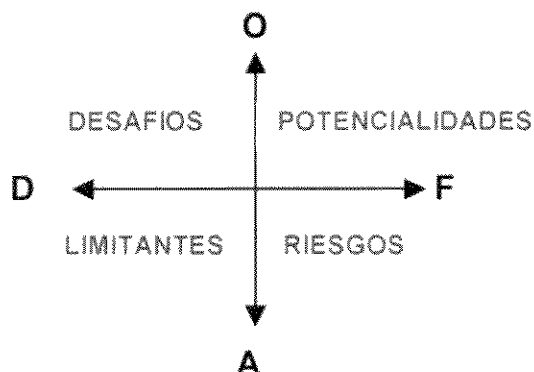 O
DESAFIOS POTENCIALIDADES
D F
LIMITANTES RIESGOS
A